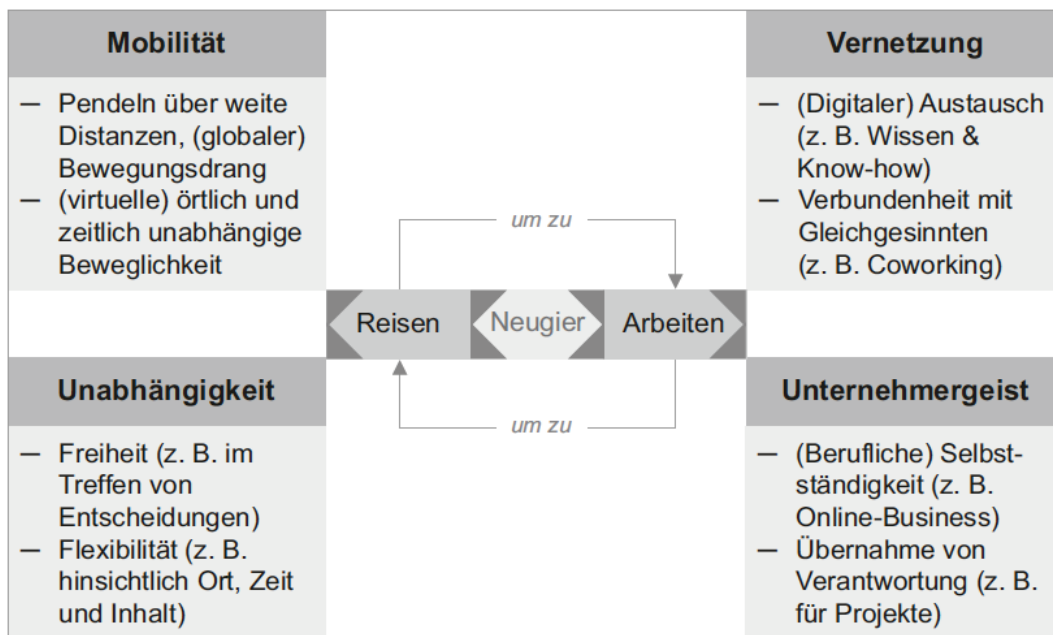 Mobilität
— Pendeln über weite
Distanzen, (globaler)
Bewegungsdrang
— (virtuelle) örtlich und
zeitlich unabhängige
Beweglichkeit
Vernetzung
— (Digitaler) Austausch
(z. B. Wissen &
Know-how)
— Verbundenheit mit
Gleichgesinnten
(z. B. Coworking)
um zu
Reisen
Neugier
Arbeiten
um zu
Unabhängigkeit
— Freiheit (z. B. im
Treffen von
Entscheidungen)
— Flexibilität (z. B.
hinsichtlich Ort, Zeit
und Inhalt)
Unternehmergeist
— (Berufliche) Selbst-
ständigkeit (z. B.
Online-Business)
— Übernahme von
Verantwortung (z. B.
für Projekte)